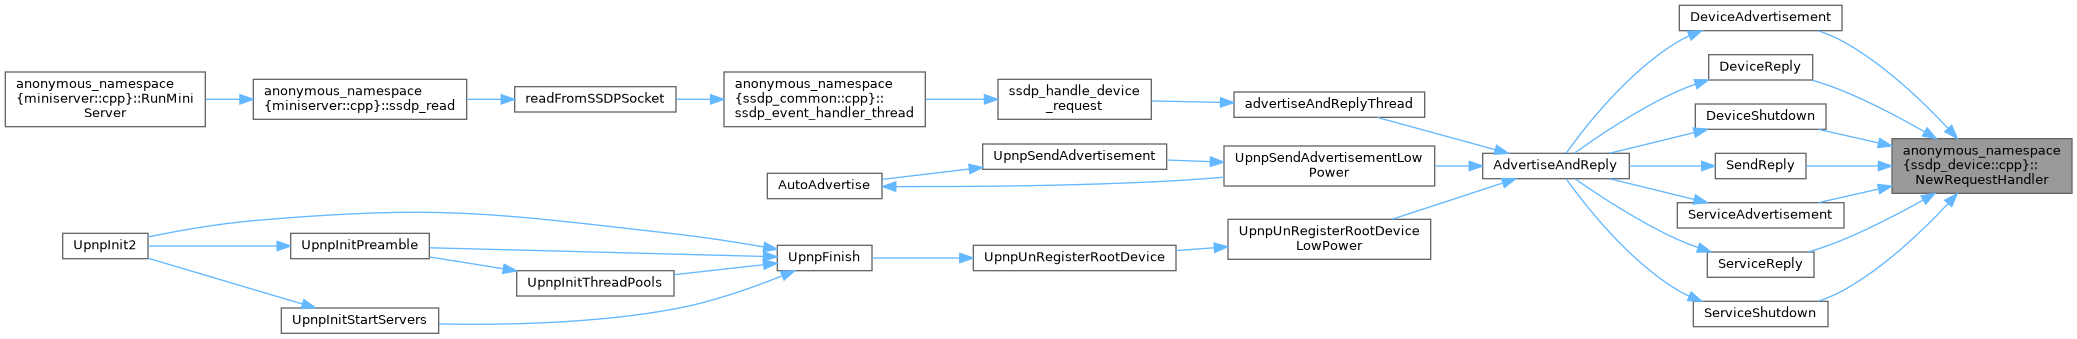 anonymous_namespace
{miniserver::cpp}::RunMini
Server
anonymous_namespace
{miniserver::cpp}::ssdp_read
readFromSSDPSocket
anonymous_namespace
{ssdp_common::cpp}::
ssdp_event_handler_thread
ssdp_handle_device
_request
advertiseAndReplyThread
AutoAdvertise
UpnpSendAdvertisement
UpnpSendAdvertisementLow
Power
UpnpInit2
UpnpInitPreamble
UpnpInitThreadPools
UpnpInitStartServers
UpnpFinish
UpnpUnRegisterRootDevice
UpnpUnRegisterRootDevice
LowPower
AdvertiseAndReply
DeviceAdvertisement
DeviceReply
DeviceShutdown
SendReply
ServiceAdvertisement
ServiceReply
ServiceShutdown
anonymous_namespace
{ssdp_device::cpp}::
NewRequestHandler